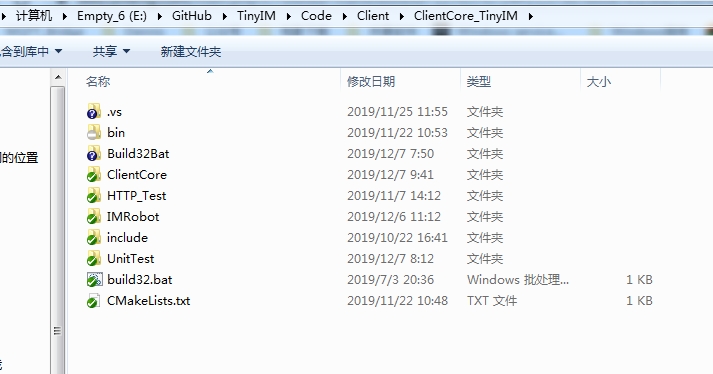 计算机 ▸ Empty_6 (E:) ▸ GitHub ▸ TinyIM ▸ Code ▸ Client ▸ ClientCore_TinyIM ▸
含到库中 共享 新建文件夹
名称 修改日期 类型 大小
.vs 2019/11/25 11:55 文件夹
bin 2019/11/22 10:53 文件夹
Build32Bat 2019/12/7 7:50 文件夹
ClientCore 2019/12/7 9:41 文件夹
HTTP_Test 2019/11/7 14:12 文件夹
IMRobot 2019/12/6 11:12 文件夹
include 2019/10/22 16:41 文件夹
UnitTest 2019/12/7 8:12 文件夹
build32.bat 2019/7/3 20:36 Windows 批处理... 1 KB
CMakeLists.txt 2019/11/22 10:48 TXT 文件 1 KB
的位置